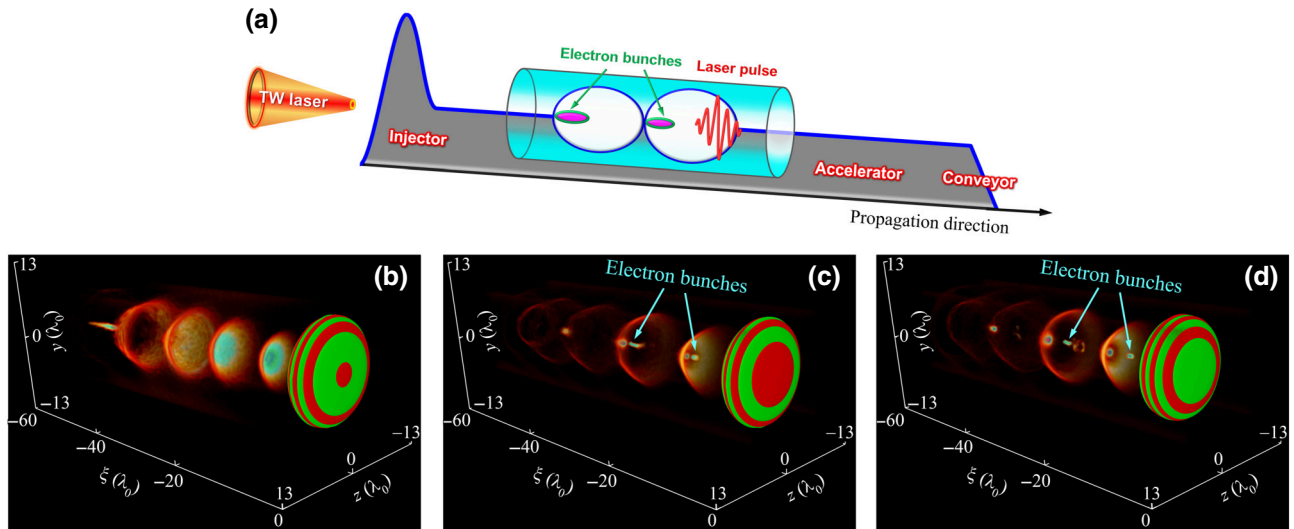 (a)
Electron bunches
Laser pulse
TW laser
Injector
Accelerator
Conveyor
Propagation direction
(b)
13
0
−13
y (λ₀)
−60
−40
−20
0
ξ (λ₀)
13
0
−13
z (λ₀)
(c)
Electron bunches
13
0
−13
y (λ₀)
−60
−40
−20
0
ξ (λ₀)
13
0
−13
z (λ₀)
(d)
Electron bunches
13
0
−13
y (λ₀)
−60
−40
−20
0
ξ (λ₀)
13
0
−13
z (λ₀)